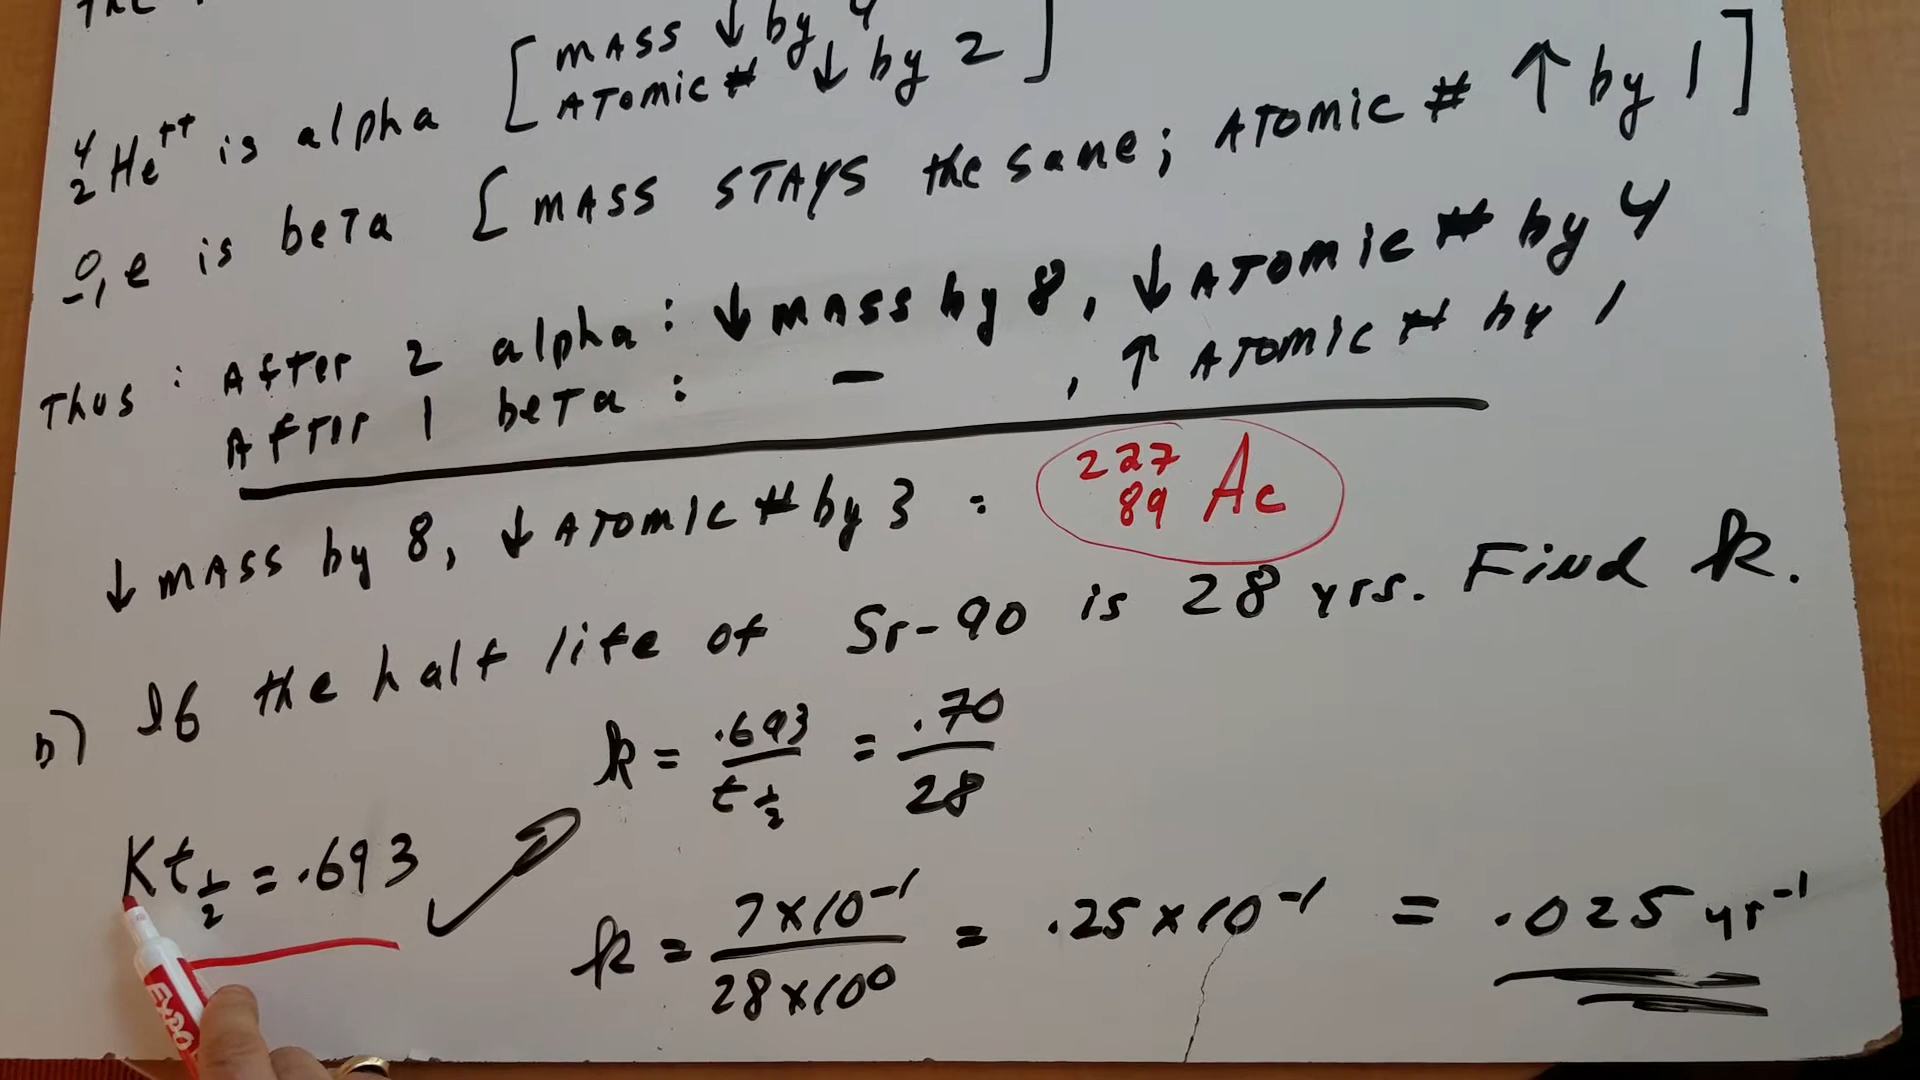 The
[MASS ↓ by 4
⁴₂He⁺⁺ is alpha ATOMIC # ↓ by 2]
⁰₋₁e is beTa [MASS STAYS the same; ATOMIC # ↑ by 1]
Thus: AFTer 2 alpha: ↓ MASS by 8, ↓ ATOMIC # by 4
AFTer 1 beTa: – , ↑ ATOMIC # by 1
↓ MASS by 8, ↓ ATOMIC # by 3 = ²²⁷₈₉Ac
b) If the half life of Sr-90 is 28 yrs. Find k.
k = .693/t½ = .70/28
Kt½ = .693
k = 7×10⁻¹/28×10⁰ = .25×10⁻¹ = .025 yr⁻¹
EXPO